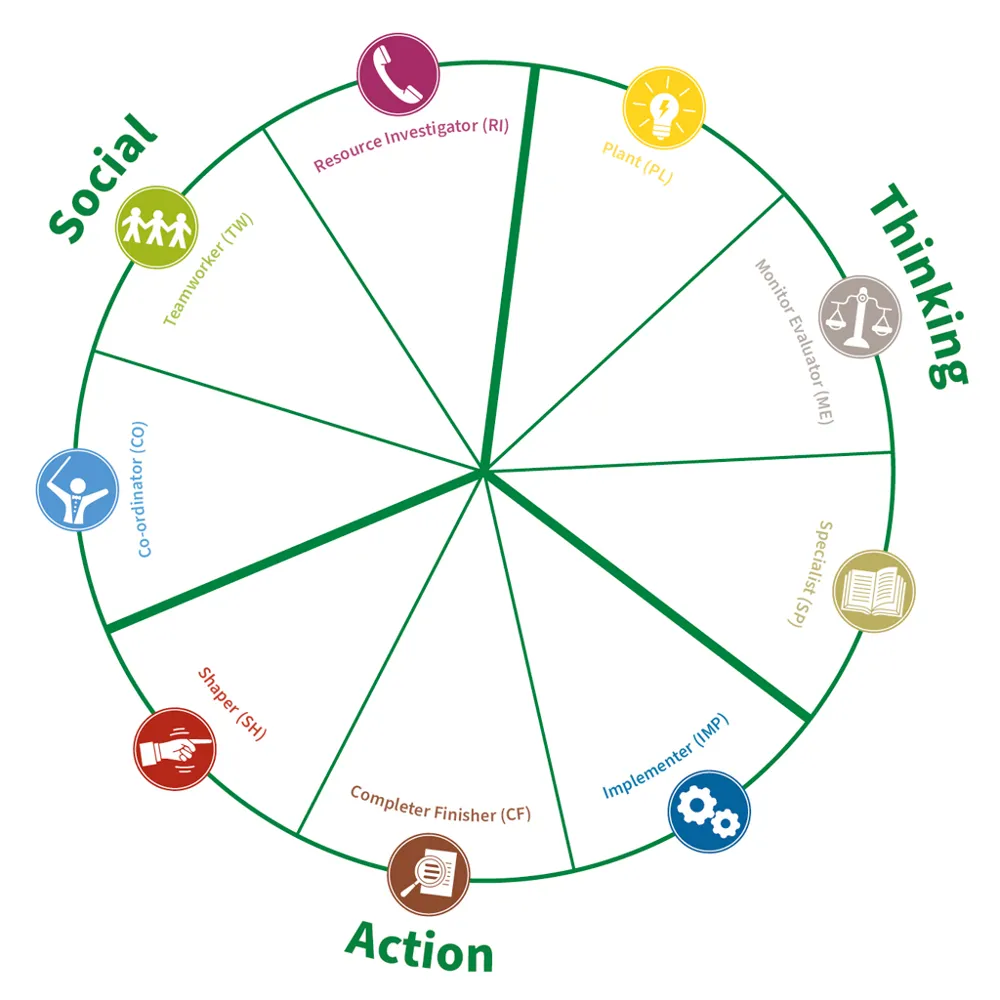 Social
Resource Investigator (RI)
Plant (PL)
Thinking
Teamworker (TW)
Monitor Evaluator (ME)
Co-ordinator (CO)
Specialist (SP)
Shaper (SH)
Implementer (IMP)
Completer Finisher (CF)
Action